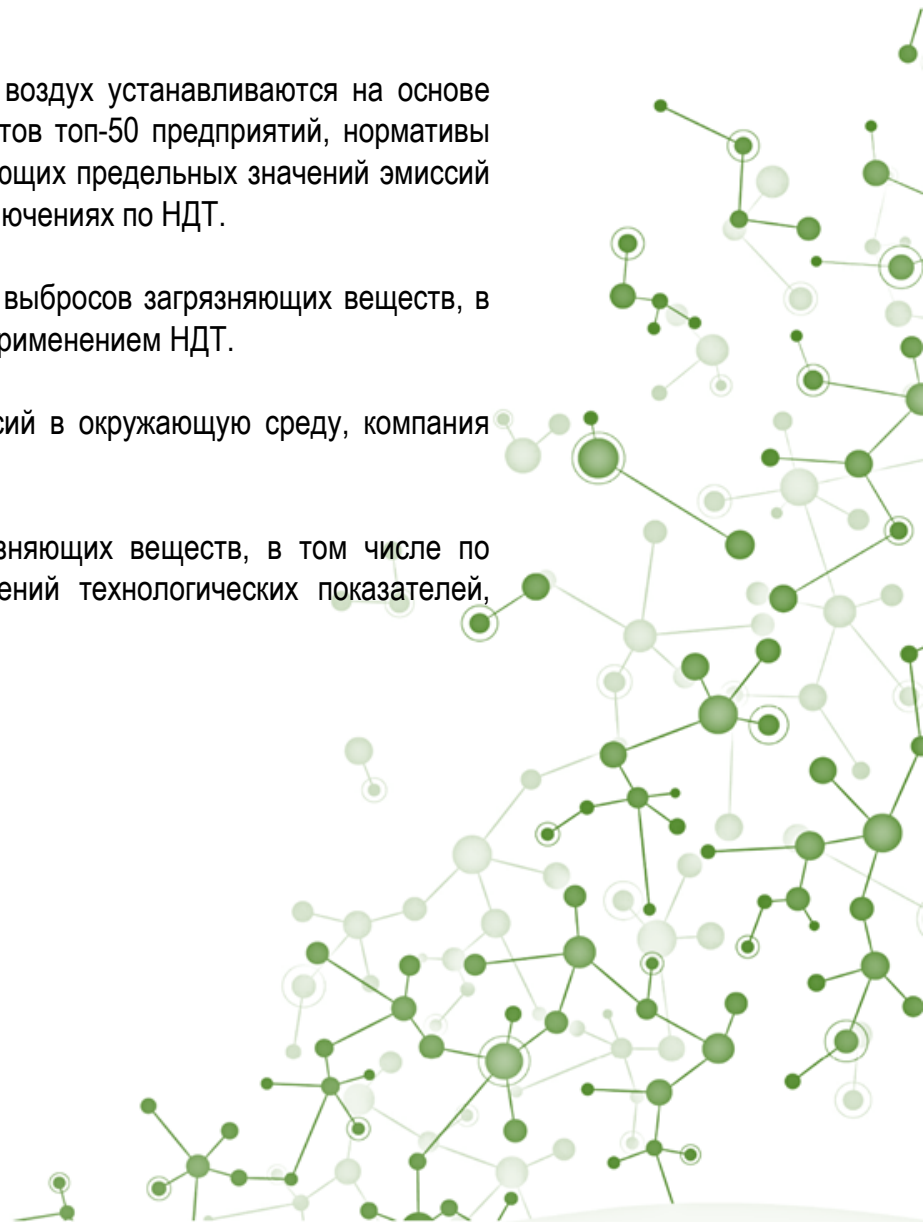 воздух устанавливаются на основе
тов топ-50 предприятий, нормативы
ющих предельных значений эмиссий
лючениях по НДТ.
выбросов загрязняющих веществ, в
рименением НДТ.
сий в окружающую среду, компания
зняющих веществ, в том числе по
ений технологических показателей,